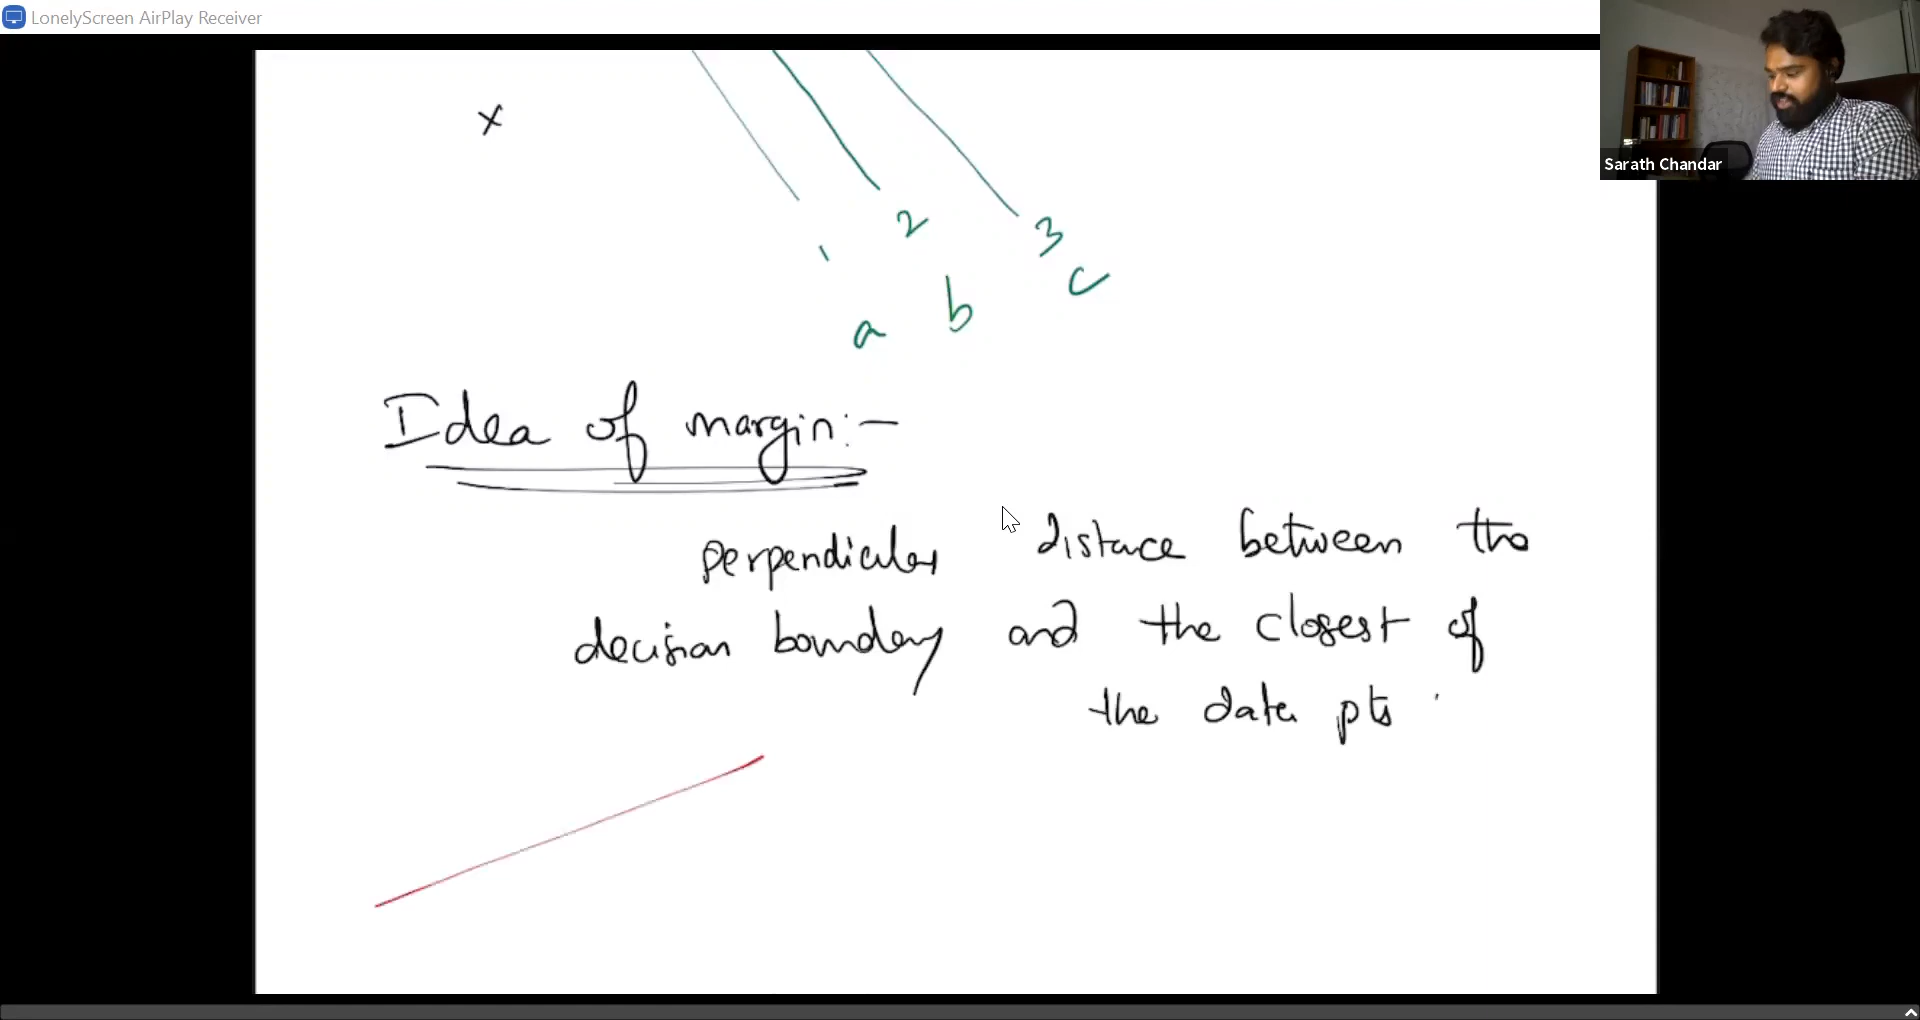 LonelyScreen AirPlay Receiver
Sarath Chandar
x
1 2 3
a b c
Idea of margin:-
perpendicular distance between the
decision boundary and the closest of
the data pts.